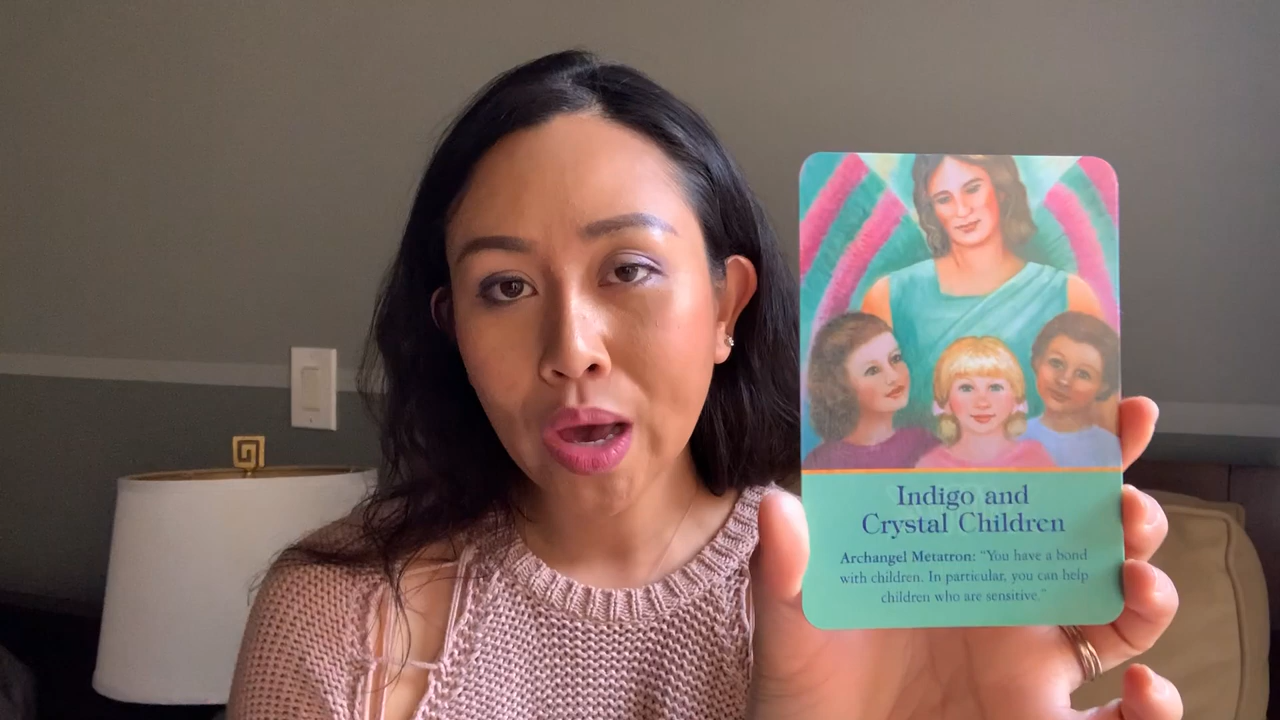 Indigo and
Crystal Children
Archangel Metatron: “You have a bond
with children. In particular, you can help
children who are sensitive.”